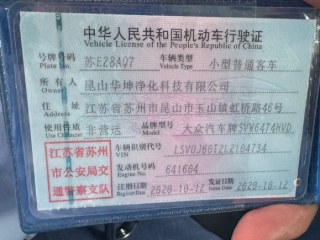 中华人民共和国机动车行驶证
Vehicle License of the People's Republic of China
号牌号码 Plate No. 苏E28AQ7 车辆类型 Vehicle Type 小型普通客车
所有人 Owner 昆山华坤净化科技有限公司
住址 Address 江苏省苏州市昆山市玉山镇虹桥路46号
使用性质 Use Character 非营运 品牌型号 Model 大众汽车牌SVW6474HVD
江苏省苏州
市公安局交
通警察支队
车辆识别代号 VIN LSVUJ60T2L2184734
发动机号码 Engine No. 641604
注册日期 Register Date 2020-10-12 发证日期 Issue Date 2020-10-12